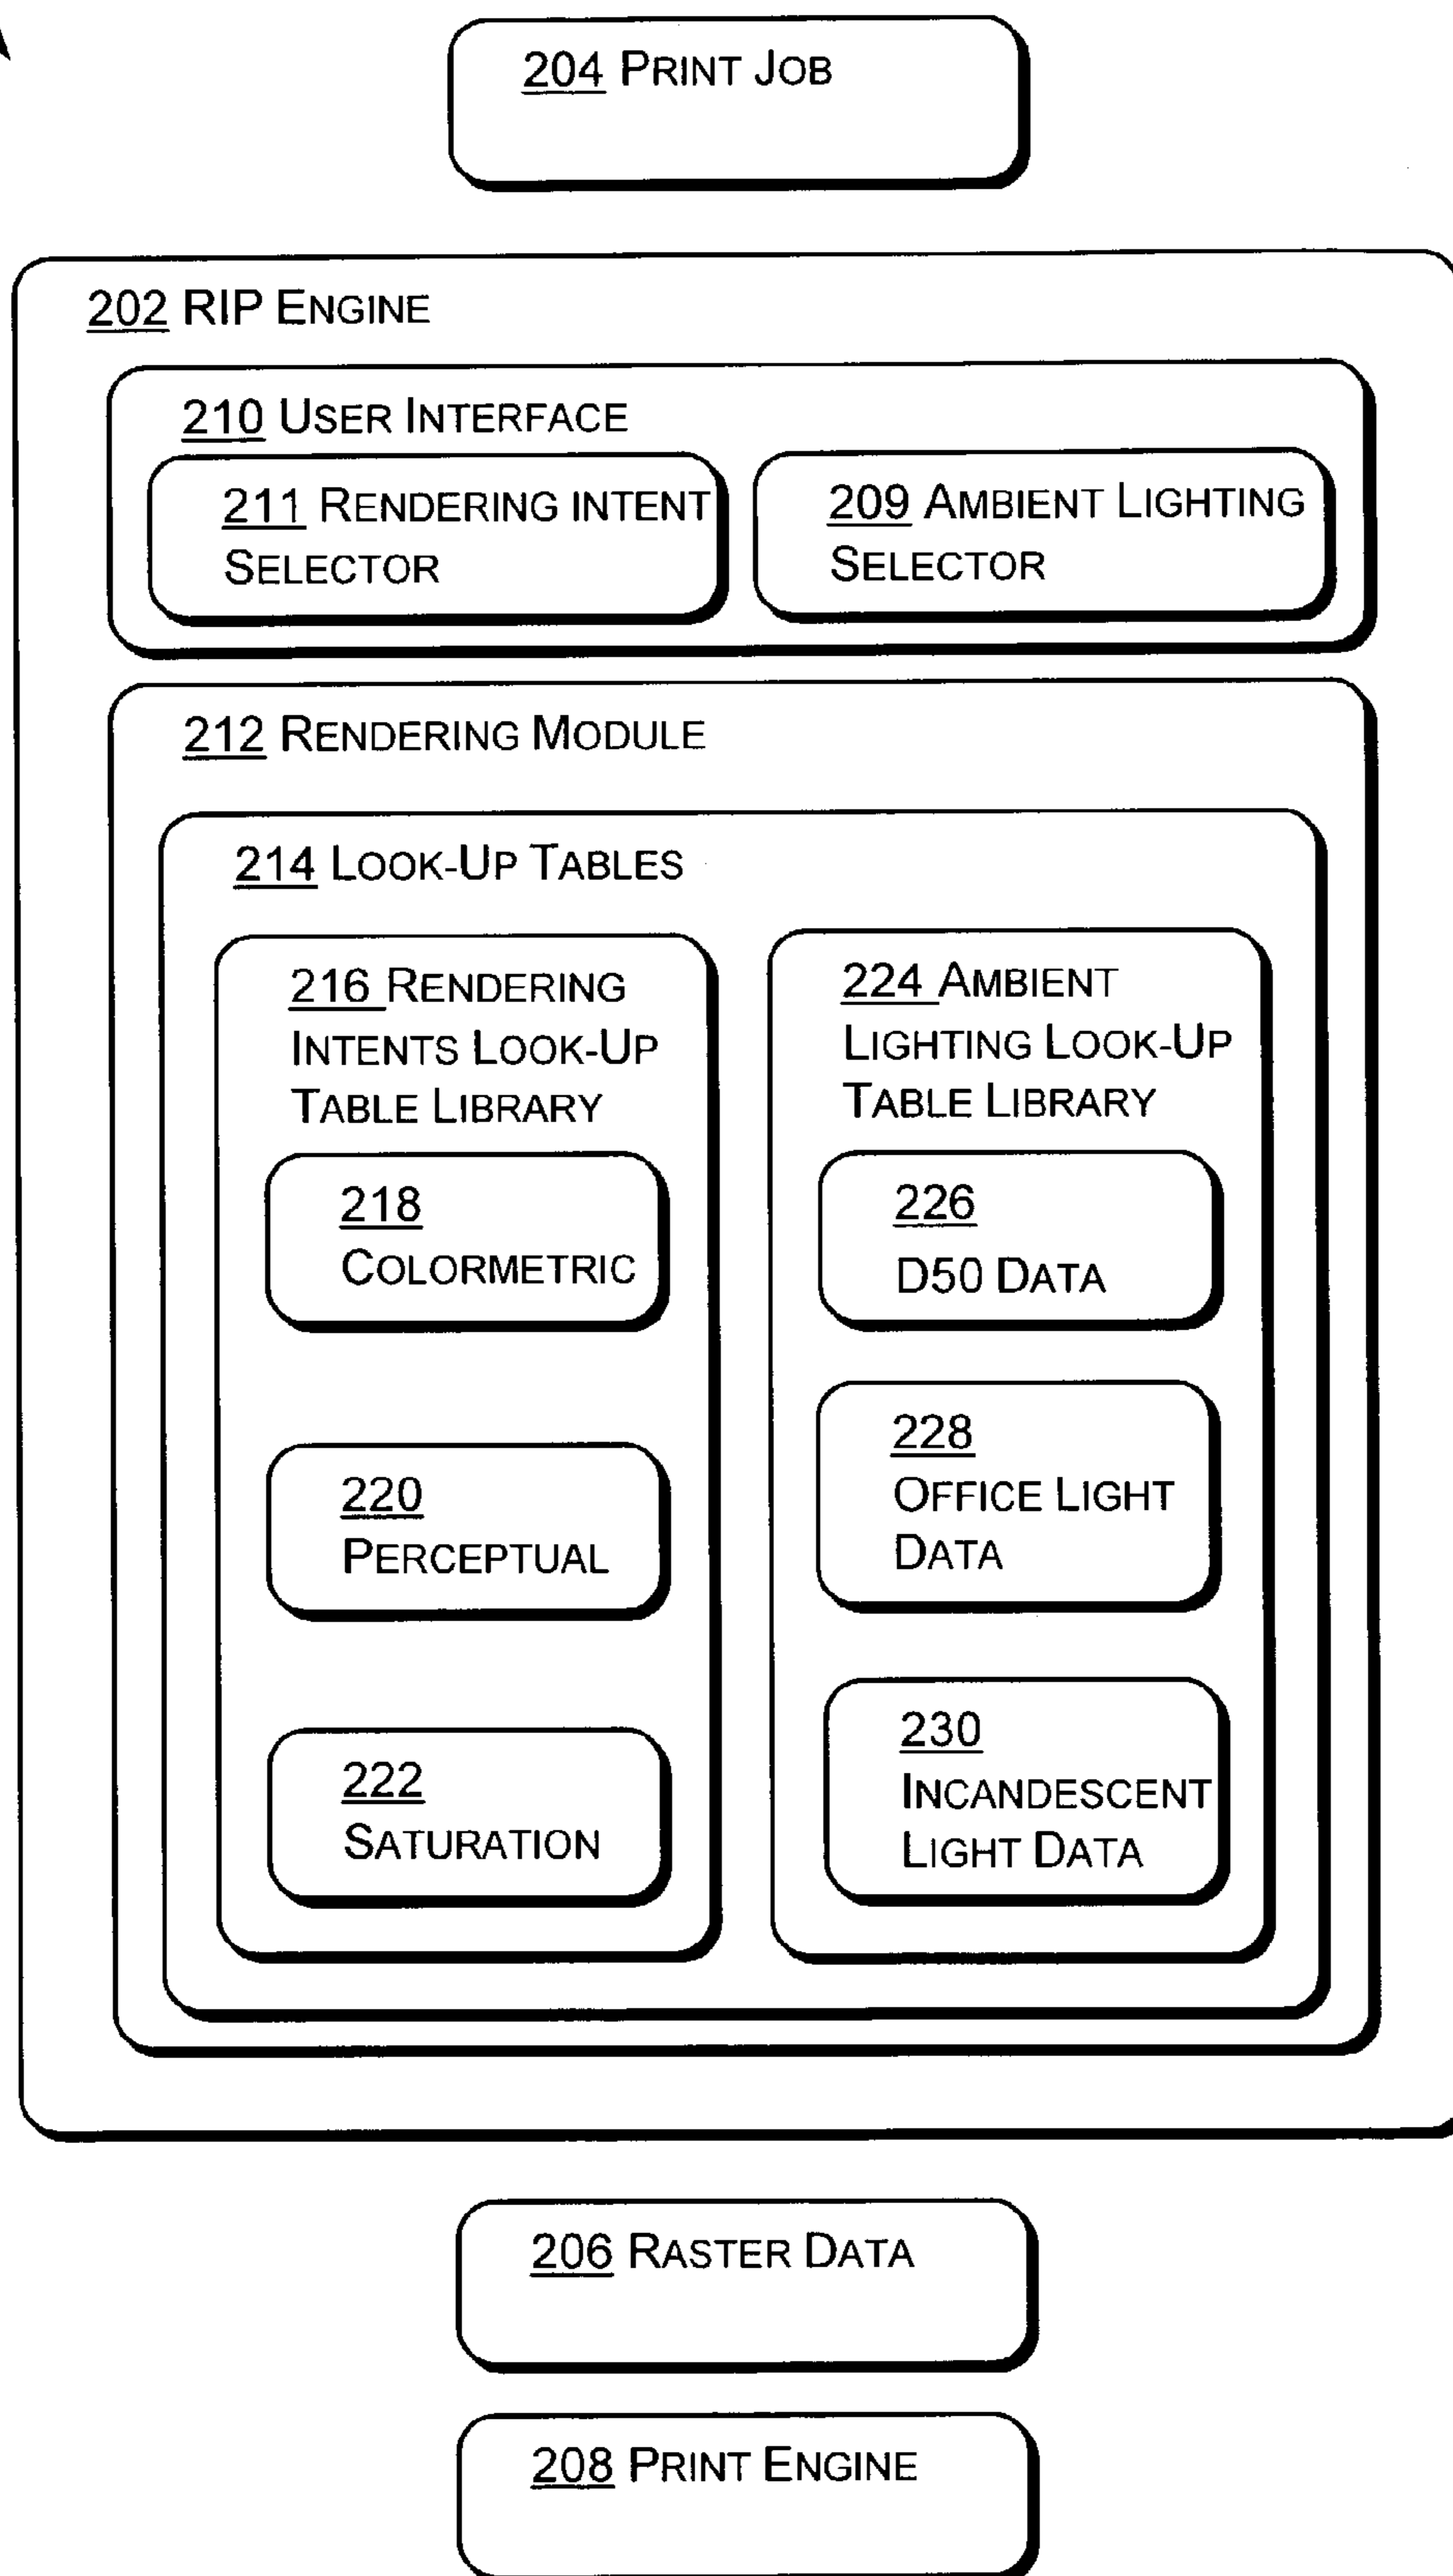 204 PRINT JOB
202 RIP ENGINE
210 USER INTERFACE
211 RENDERING INTENT
SELECTOR
209 AMBIENT LIGHTING
SELECTOR
212 RENDERING MODULE
214 LOOK-UP TABLES
216 RENDERING
INTENTS LOOK-UP
TABLE LIBRARY
218
COLORMETRIC
220
PERCEPTUAL
222
SATURATION
224 AMBIENT
LIGHTING LOOK-UP
TABLE LIBRARY
226
D50 DATA
228
OFFICE LIGHT
DATA
230
INCANDESCENT
LIGHT DATA
206 RASTER DATA
208 PRINT ENGINE